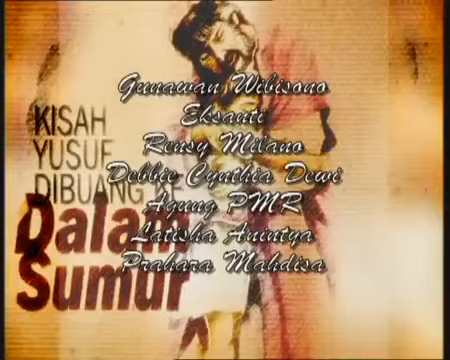 Gunawan Wibisono
Eksanti
Rensy Milano
Debbie Cynthia Dewi
Agung PMR
Latisha Anintya
Prahara Mahdisa
KISAH
YUSUF
DIBUANG KE
Dalam
Sumur